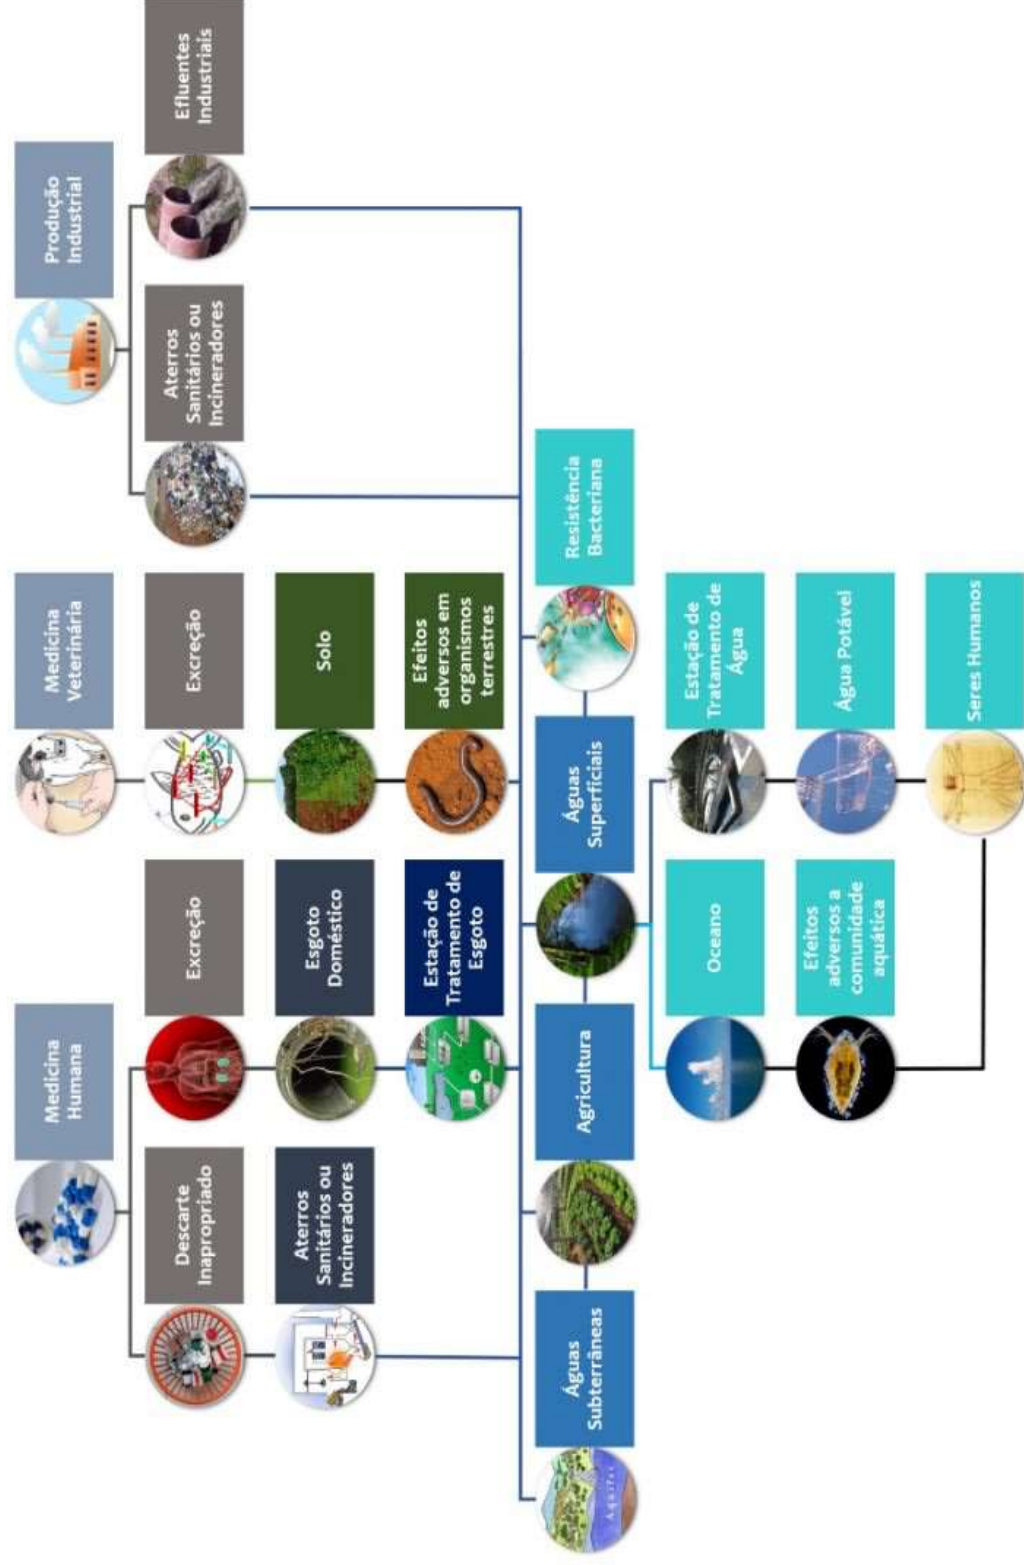 Medicina
Humana
Medicina
Veterinária
Produção
Industrial
Descarte
Inapropriado
Excreção
Excreção
Aterros
Sanitários ou
Incineradores
Efluentes
Industriais
Aterros
Sanitários ou
Incineradores
Esgoto
Doméstico
Solo
Estação de
Tratamento de
Esgoto
Efeitos
adversos em
organismos
terrestres
Aquifer
Águas
Subterrâneas
Agricultura
Águas
Superficiais
Resistência
Bacteriana
Oceano
Estação de
Tratamento de
Água
Efeitos
adversos a
comunidade
aquática
Água Potável
Seres Humanos